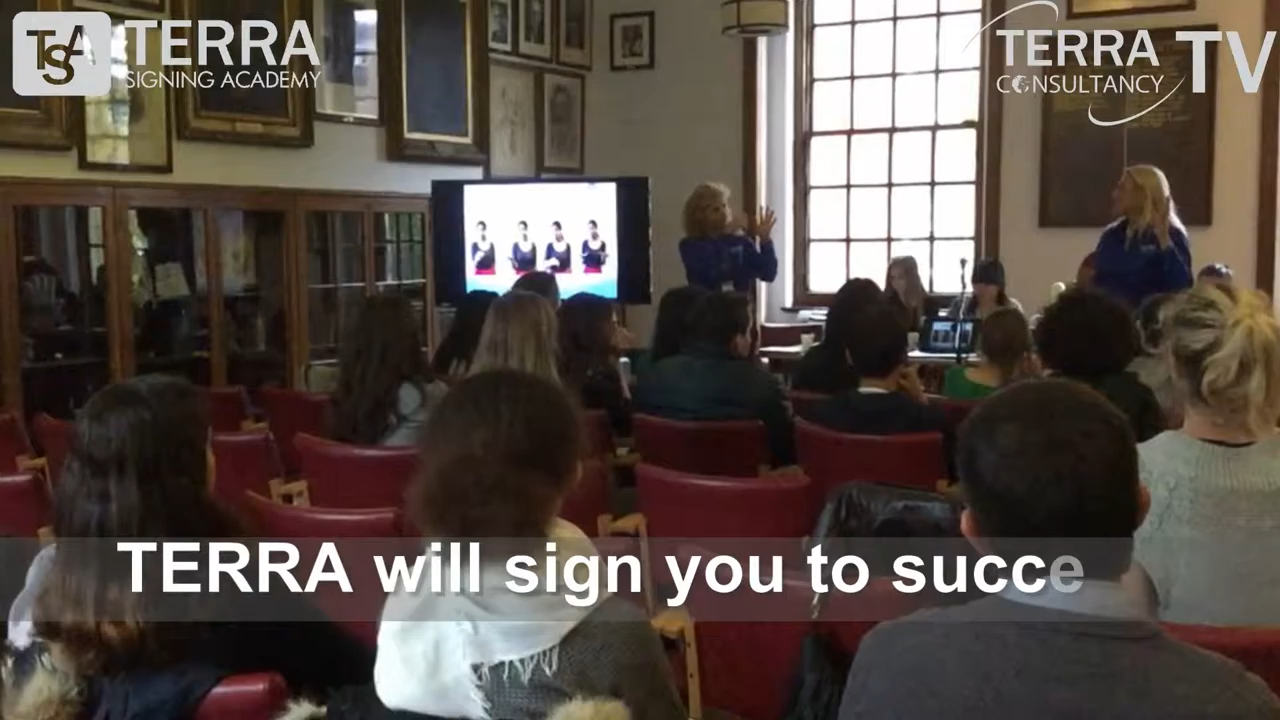 TSA TERRA
SIGNING ACADEMY
TERRA TV
CONSULTANCY
TERRA will sign you to succe